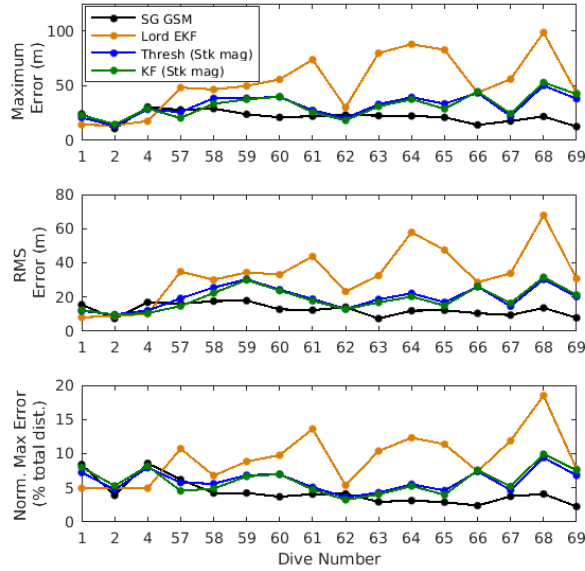 SG GSM
Lord EKF
Thresh (Stk mag)
KF (Stk mag)
Maximum
Error (m)
100
50
0
1 2 4 57 58 59 60 61 62 63 64 65 66 67 68 69
RMS
Error (m)
80
60
40
20
0
1 2 4 57 58 59 60 61 62 63 64 65 66 67 68 69
Norm. Max Error
(% total dist.)
20
15
10
5
0
1 2 4 57 58 59 60 61 62 63 64 65 66 67 68 69
Dive Number